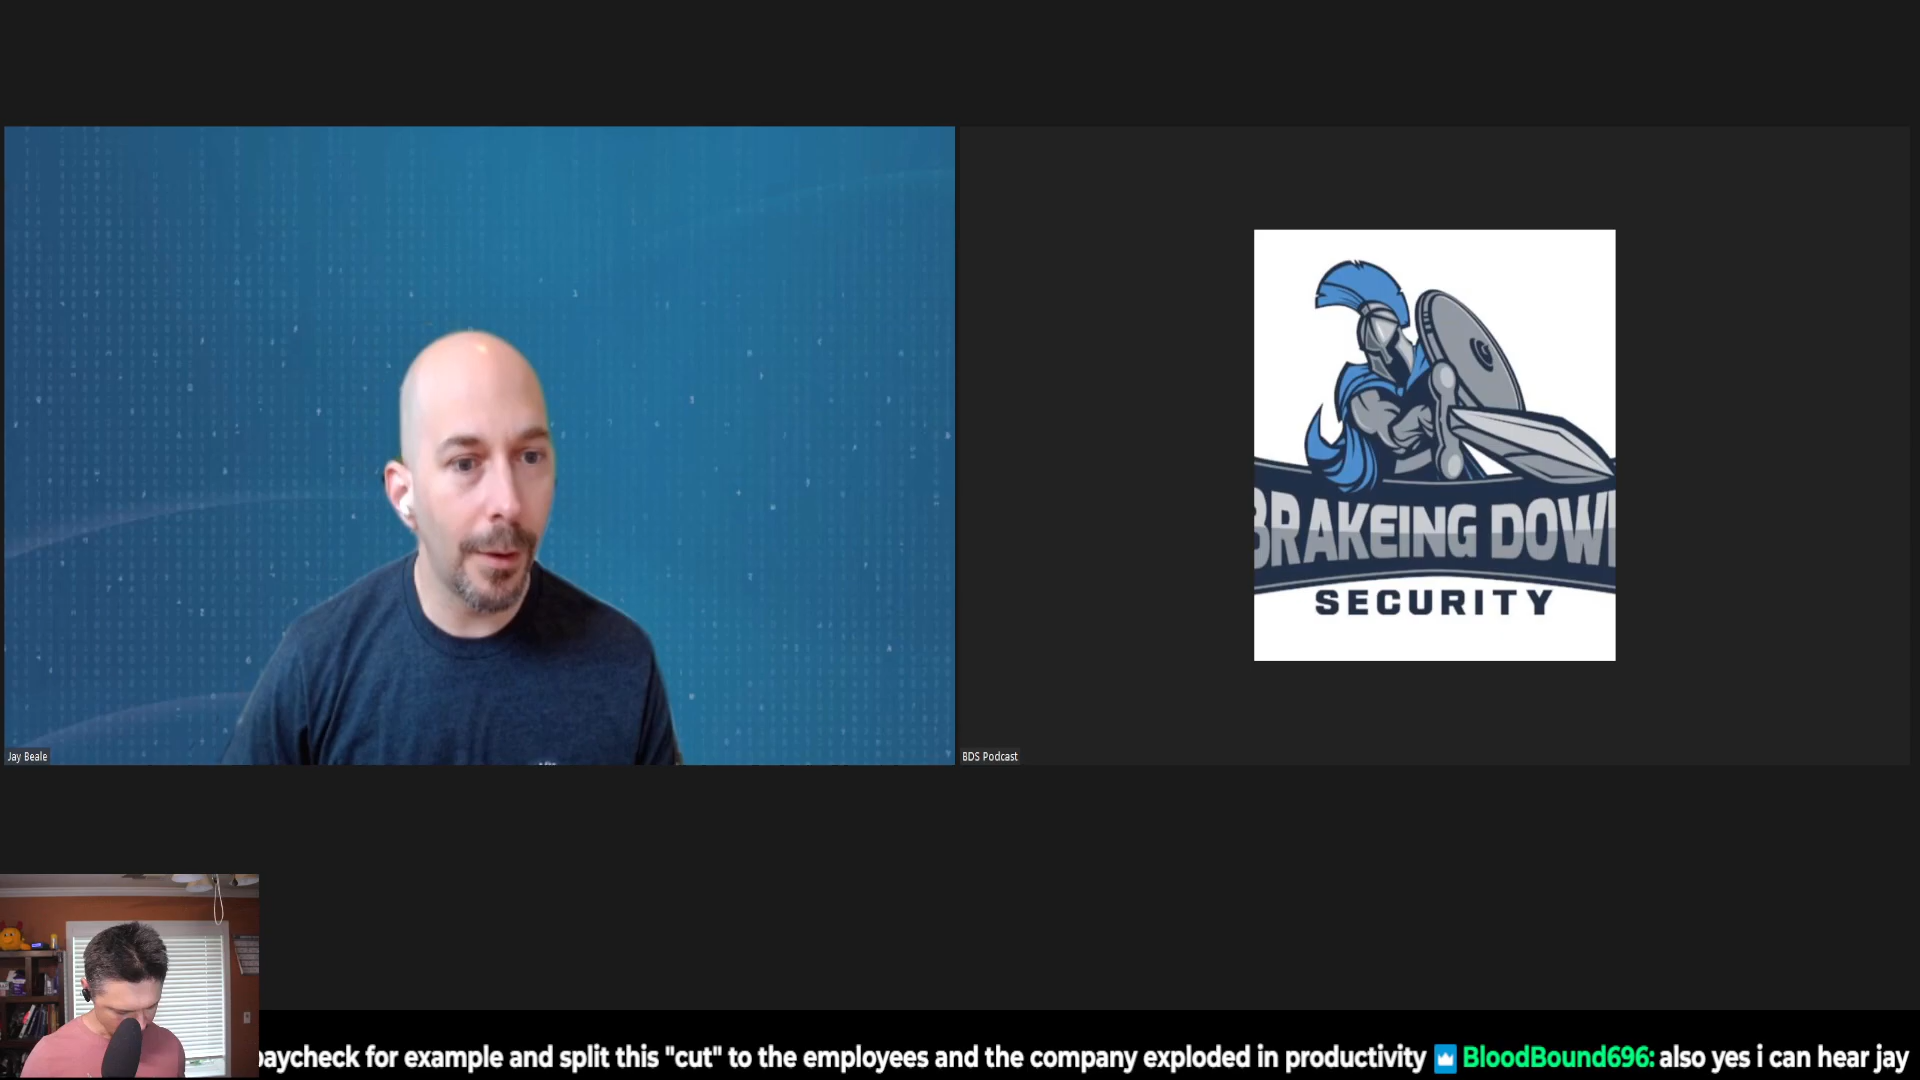 BRAKEING DOW
SECURITY
Jay Beale
BDS Podcast
paycheck for example and split this "cut" to the employees and the company exploded in productivity BloodBound696: also yes i can hear jay